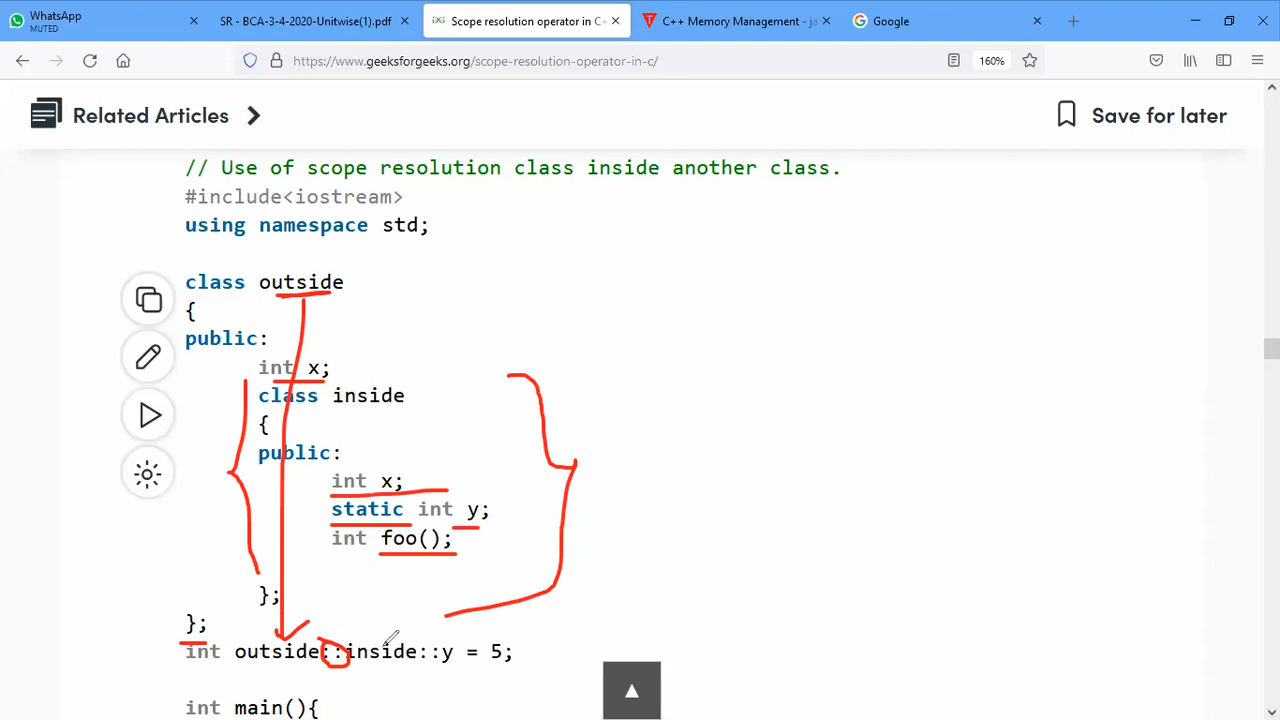 WhatsApp
MUTED
SR - BCA-3-4-2020-Unitwise(1).pdf
Scope resolution operator in C+
C++ Memory Management - ja
Google
https://www.geeksforgeeks.org/scope-resolution-operator-in-c/
160%
Related Articles
Save for later
// Use of scope resolution class inside another class.
#include<iostream>
using namespace std;
class outside
{
public:
int x;
class inside
{
public:
int x;
static int y;
int foo();
};
};
int outside::inside::y = 5;
int main(){